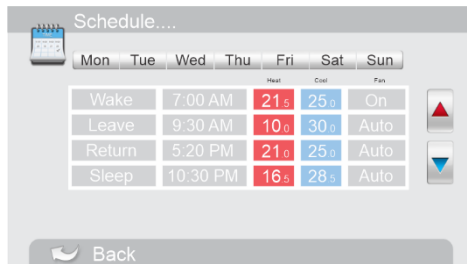 Schedule....
Mon Tue Wed Thu Fri Sat Sun
Heat Cool Fan
Wake 7:00 AM 21.5 25.0 On
Leave 9:30 AM 10.0 30.0 Auto
Return 5:20 PM 21.0 25.0 Auto
Sleep 10:30 PM 16.5 28.5 Auto
Back